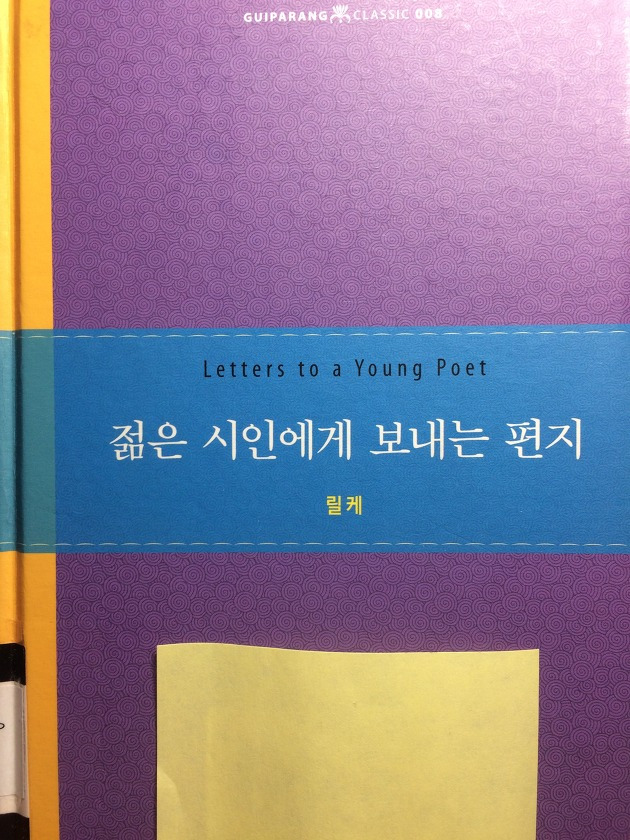 GUIPARANG CLASSIC 008
Letters to a Young Poet
젊은 시인에게 보내는 편지
릴케